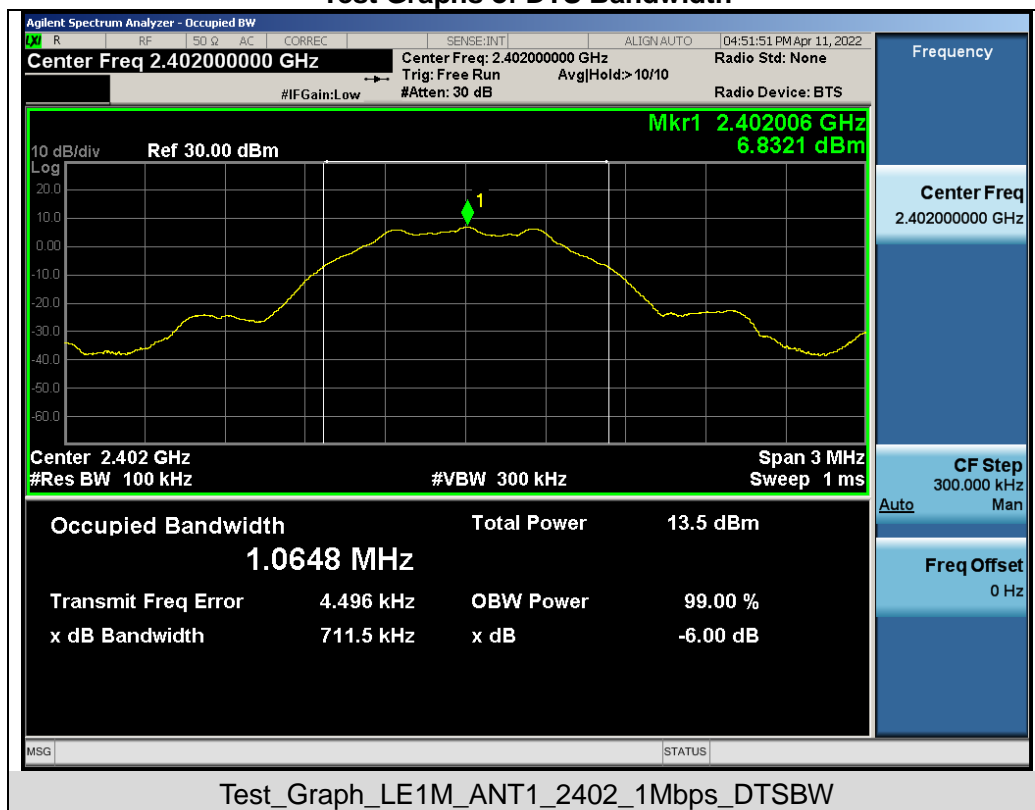 Agilent Spectrum Analyzer - Occupied BW
LXI R RF 50 Ω AC CORREC SENSE:INT ALIGN AUTO 04:51:51 PM Apr 11, 2022
Center Freq 2.402000000 GHz
Center Freq: 2.402000000 GHz
Radio Std: None
Trig: Free Run Avg|Hold:>10/10
#IFGain:Low
#Atten: 30 dB
Radio Device: BTS
Frequency
Mkr1 2.402006 GHz
6.8321 dBm
10 dB/div Ref 30.00 dBm
Log
20.0
10.0
0.00
-10.0
-20.0
-30.0
-40.0
-50.0
-60.0
1
Center 2.402 GHz
Span 3 MHz
#Res BW 100 kHz
#VBW 300 kHz
Sweep 1 ms
Center Freq
2.402000000 GHz
CF Step
300.000 kHz
Auto Man
Freq Offset
0 Hz
Occupied Bandwidth
1.0648 MHz
Total Power 13.5 dBm
Transmit Freq Error 4.496 kHz
OBW Power 99.00 %
x dB Bandwidth 711.5 kHz
x dB -6.00 dB
MSG
STATUS
Test_Graph_LE1M_ANT1_2402_1Mbps_DTSBW